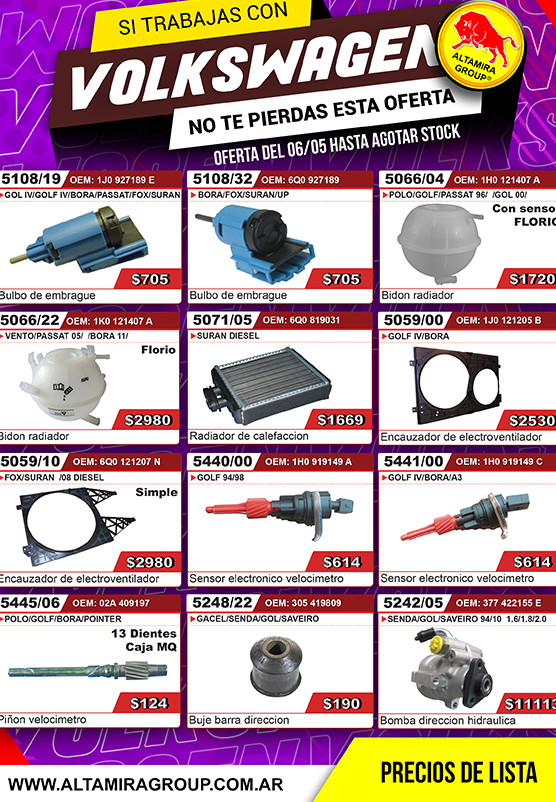 SI TRABAJAS CON
VOLKSWAGEN
ALTAMIRA
GROUP®
NO TE PIERDAS ESTA OFERTA
OFERTA DEL 06/05 HASTA AGOTAR STOCK
5108/19 OEM: 1J0 927189 E
GOL IV/GOLF IV/BORA/PASSAT/FOX/SURAN
$705
Bulbo de embrague
5108/32 OEM: 6Q0 927189
BORA/FOX/SURAN/UP
$705
Bulbo de embrague
5066/04 OEM: 1H0 121407 A
POLO/GOLF/PASSAT 96/ /GOL 00/
Con sensor
FLORIO
$1720
Bidon radiador
5066/22 OEM: 1K0 121407 A
VENTO/PASSAT 05/ /BORA 11/
Florio
$2980
Bidon radiador
5071/05 OEM: 6Q0 819031
SURAN DIESEL
$1669
Radiador de calefaccion
5059/00 OEM: 1J0 121205 B
GOLF IV/BORA
$2530
Encauzador de electroventilador
5059/10 OEM: 6Q0 121207 N
FOX/SURAN /08 DIESEL
Simple
$2980
Encauzador de electroventilador
5440/00 OEM: 1H0 919149 A
GOLF 94/98
$614
Sensor electronico velocimetro
5441/00 OEM: 1H0 919149 C
GOLF IV/BORA/A3
$614
Sensor electronico velocimetro
5445/06 OEM: 02A 409197
POLO/GOLF/BORA/POINTER
13 Dientes
Caja MQ
$124
Piñon velocimetro
5248/22 OEM: 305 419809
GACEL/SENDA/GOL/SAVEIRO
$190
Buje barra direccion
5242/05 OEM: 377 422155 E
SENDA/GOL/SAVEIRO 94/10 1.6/1.8/2.0
$11113
Bomba direccion hidraulica
WWW.ALTAMIRAGROUP.COM.AR
PRECIOS DE LISTA